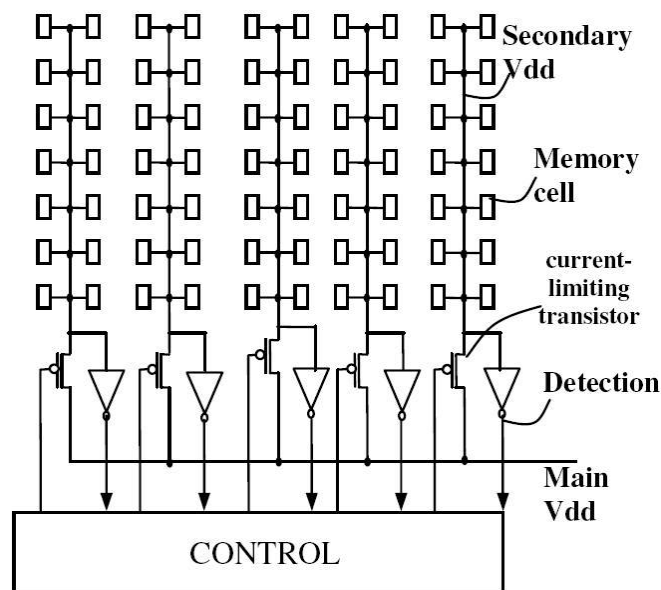 Secondary
Vdd
Memory
cell
current-
limiting
transistor
Detection
Main
Vdd
CONTROL